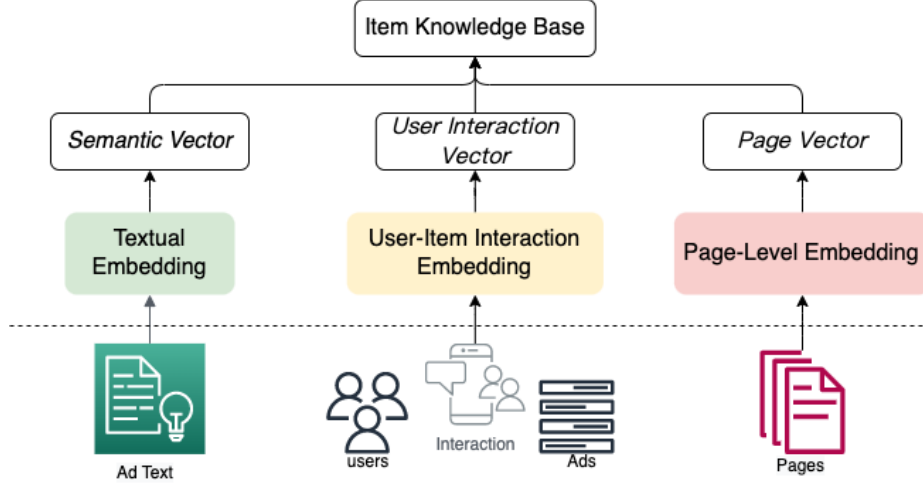 Item Knowledge Base
Semantic Vector
User Interaction
Vector
Page Vector
Textual
Embedding
User-Item Interaction
Embedding
Page-Level Embedding
Ad Text
users
Interaction
Ads
Pages